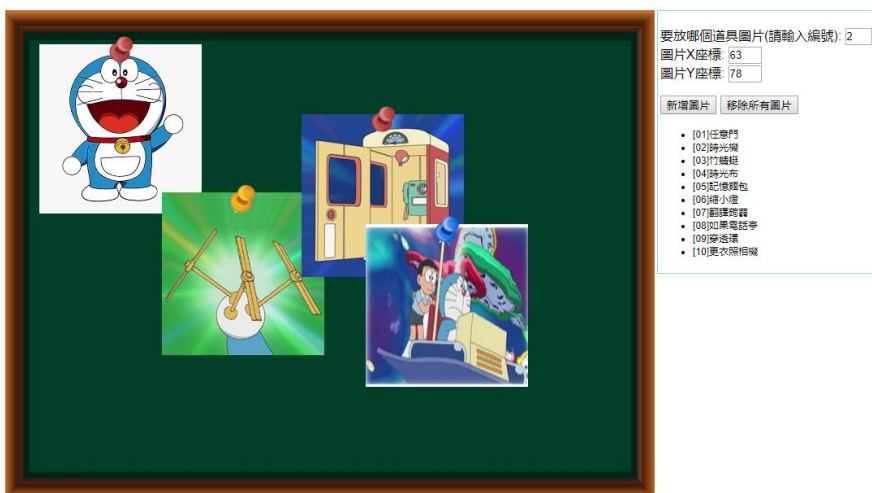 要放哪個道具圖片(請輸入編號): 2
圖片X座標: 63
圖片Y座標: 78
新增圖片 移除所有圖片
[01]任意門
[02]時光機
[03]竹蜻蜓
[04]時光布
[05]記憶麵包
[06]縮小燈
[07]翻譯蒟蒻
[08]如果電話亭
[09]穿透環
[10]更衣照相機